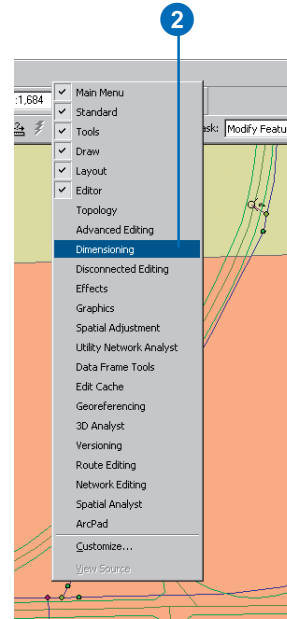 2
:1,684
Main Menu
Standard
Tools
ask: Modify Featu
Draw
Layout
Editor
Topology
Advanced Editing
Dimensioning
Disconnected Editing
Effects
Graphics
Spatial Adjustment
Utility Network Analyst
Data Frame Tools
Edit Cache
Georeferencing
3D Analyst
Versioning
Route Editing
Network Editing
Spatial Analyst
ArcPad
Customize...
View Source